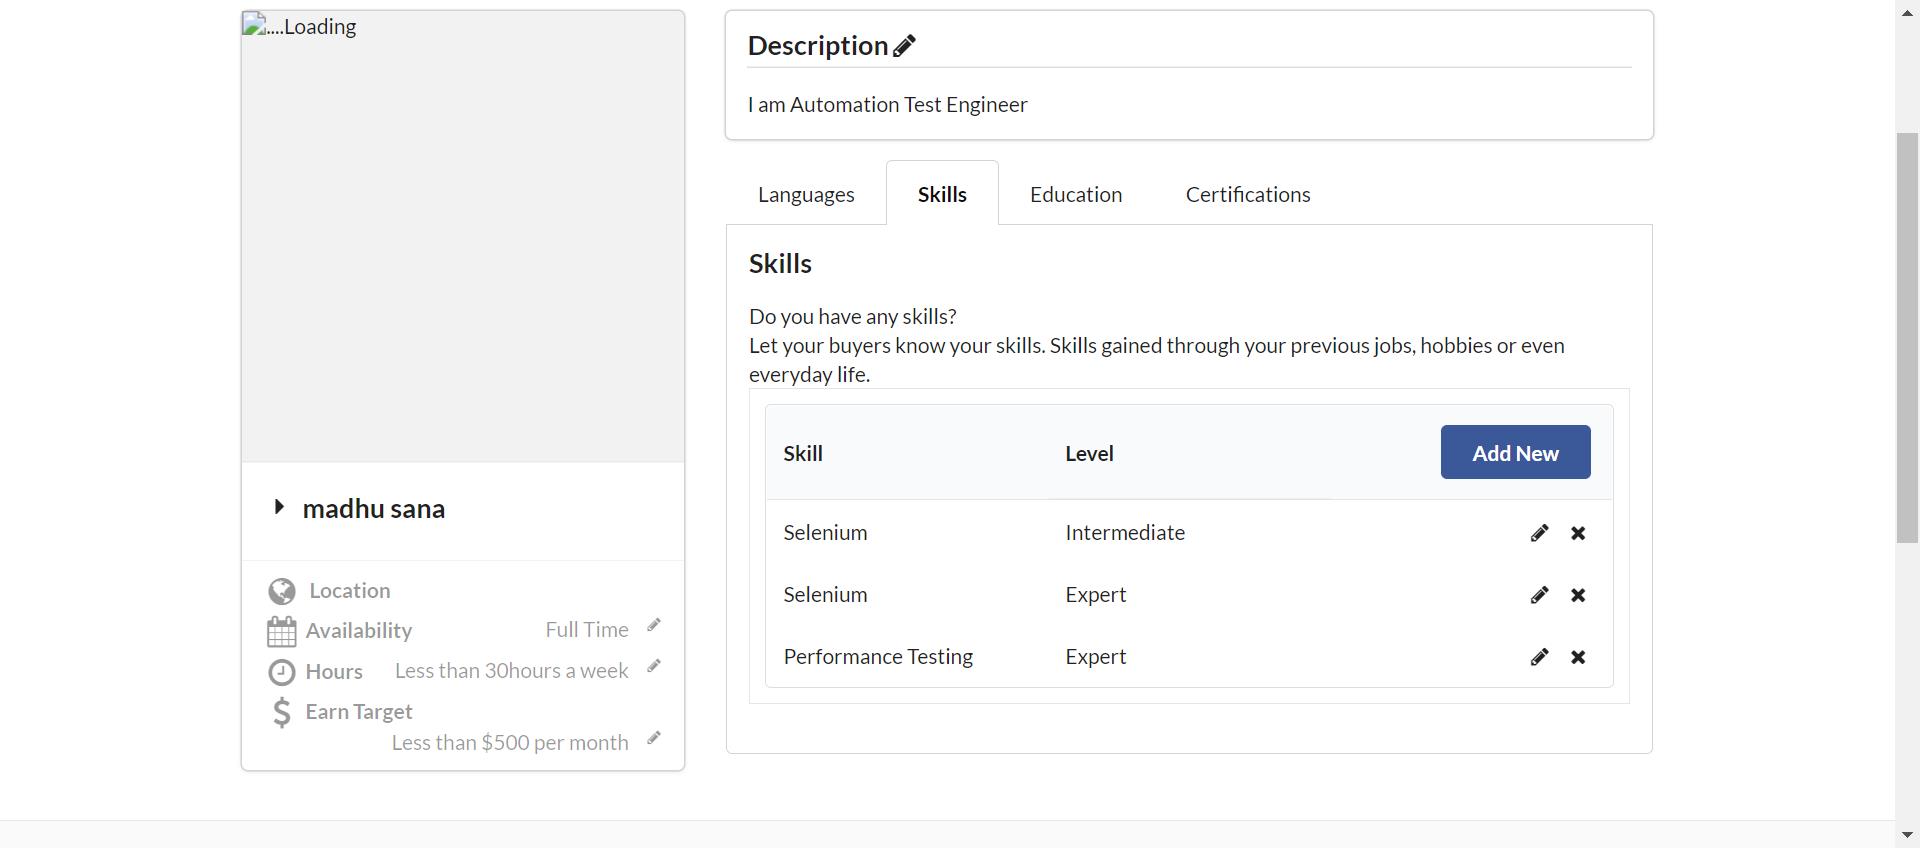 ....Loading
madhu sana
Location
Availability Full Time
Hours Less than 30hours a week
Earn Target
Less than $500 per month
Description
I am Automation Test Engineer
Languages Skills Education Certifications
Skills
Do you have any skills?
Let your buyers know your skills. Skills gained through your previous jobs, hobbies or even
everyday life.
Skill Level Add New
Selenium Intermediate
Selenium Expert
Performance Testing Expert